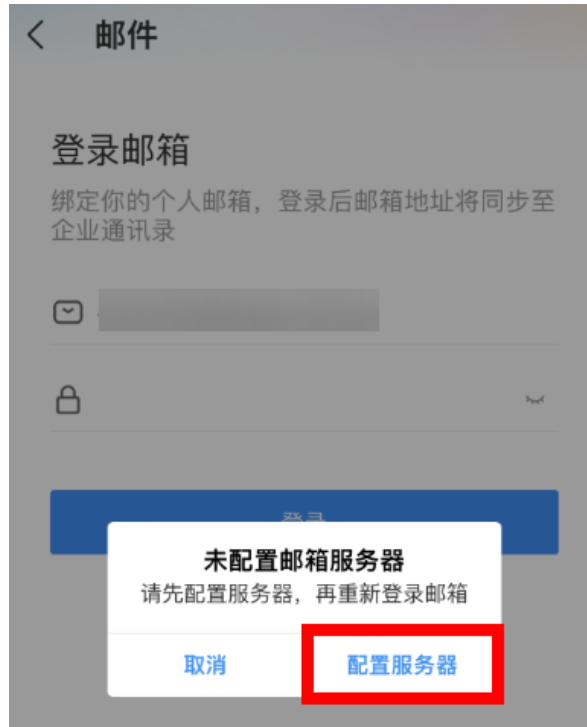 邮件
登录邮箱
绑定你的个人邮箱，登录后邮箱地址将同步至
企业通讯录
登录
未配置邮箱服务器
请先配置服务器，再重新登录邮箱
取消
配置服务器